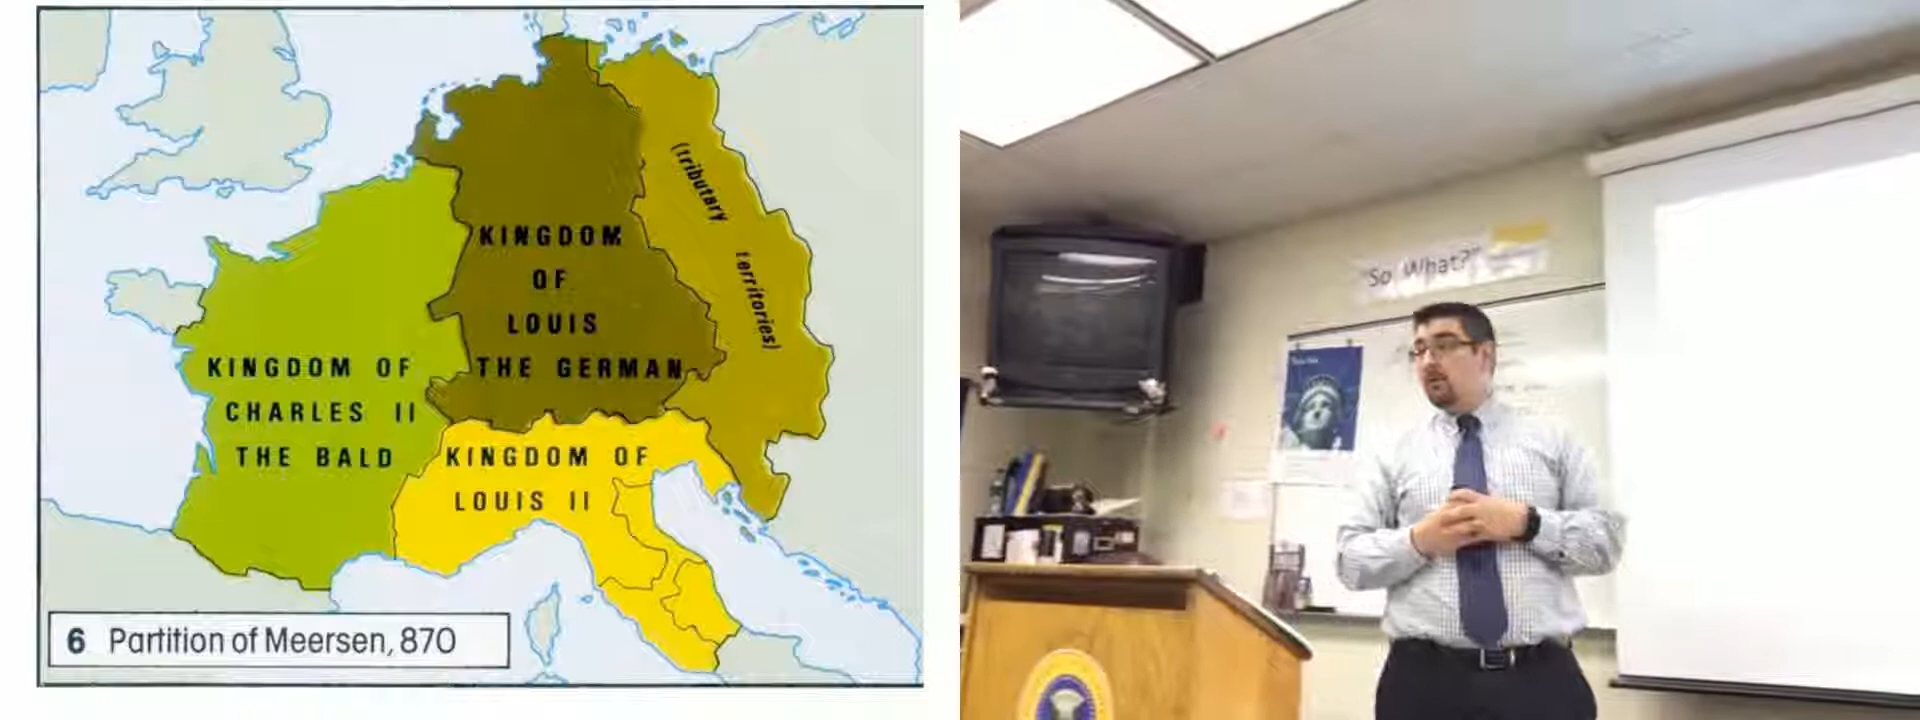 (tributary
territories)
KINGDOM
OF
LOUIS
THE GERMAN
KINGDOM OF
CHARLES II
THE BALD
KINGDOM OF
LOUIS II
6 Partition of Meersen, 870
"So What?"